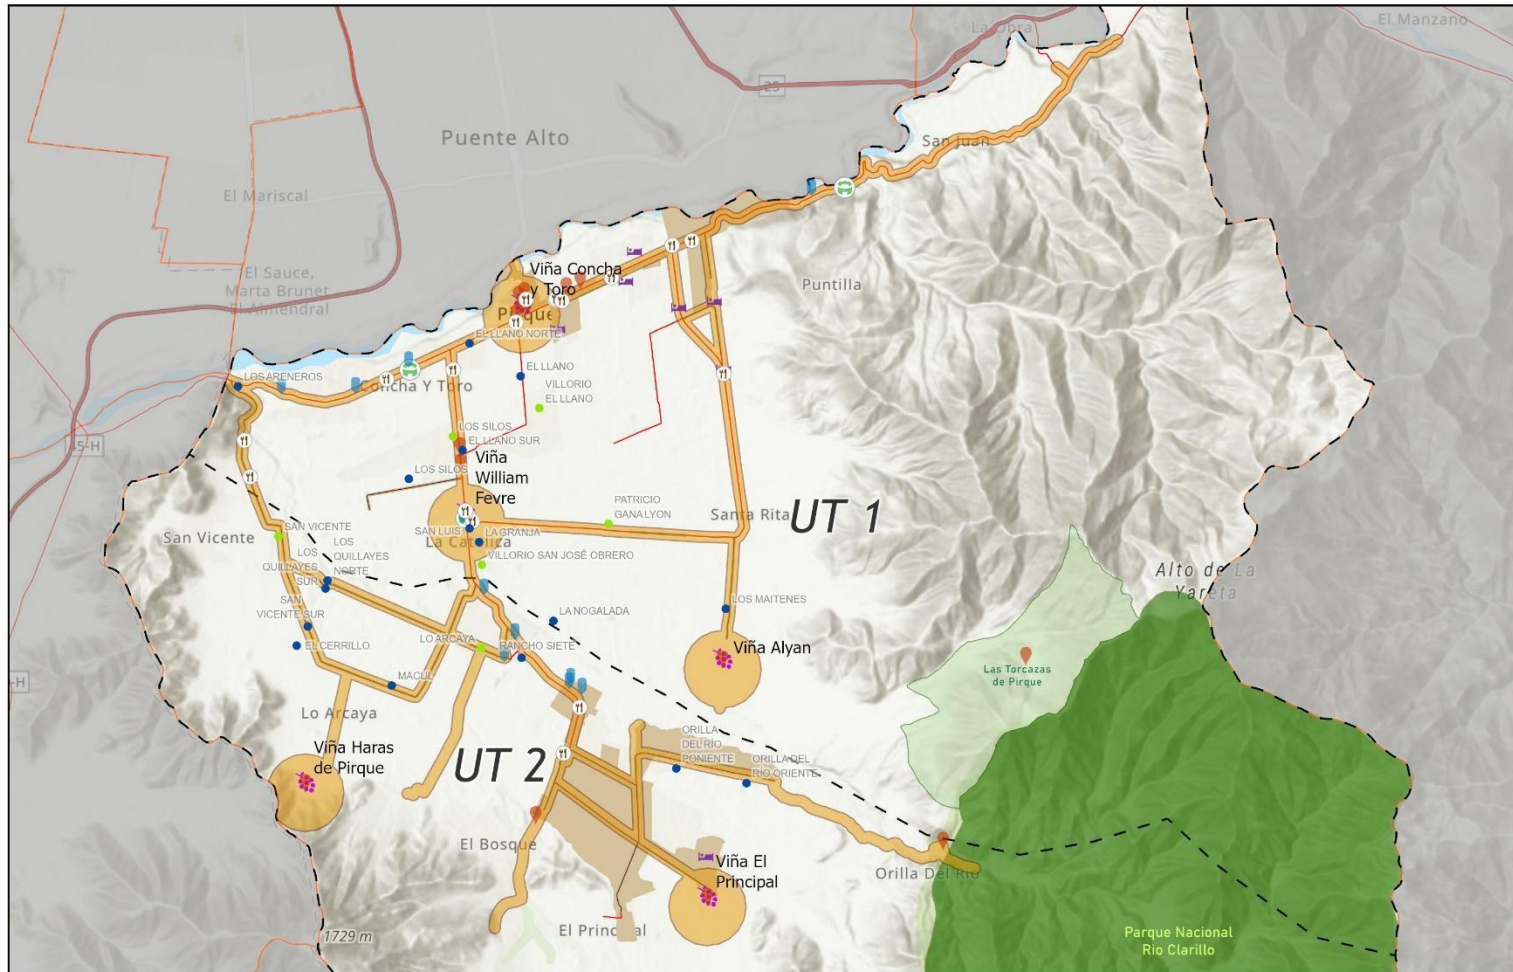 El Manzano
La Obra
25
Puente Alto
San Juan
El Mariscal
El Sauce,
Marta Brunet
El Almendral
Viña Concha
y Toro
Puntilla
Pirque
EL LLANO NORTE
LOS ARENEROS
Concha Y Toro
EL LLANO
VILLORIO
EL LLANO
LOS SILOS
EL LLANO SUR
Viña
William
Fevre
LOS SILOS
PATRICIO
GANA LYON
Santa Rita
UT 1
San Vicente
SAN VICENTE
SAN LUIS
LA GRANJA
La Católica
VILLORIO SAN JOSÉ OBRERO
LOS
QUILLAYES
NORTE
LOS
QUILLAYES
SUR
SAN
VICENTE SUR
Alto de La
Yareta
LOS MAITENES
LA NOGALADA
EL CERRILLO
LO ARCAYA
RANCHO SIETE
Viña Alyan
MACUL
Las Torcazas
de Pirque
Lo Arcaya
Viña Haras
de Pirque
UT 2
ORILLA
DEL RÍO
PONIENTE
ORILLA DEL
RÍO ORIENTE
El Bosque
Viña El
Principal
Orilla Del Río
El Principal
1729 m
Parque Nacional
Rio Clarillo